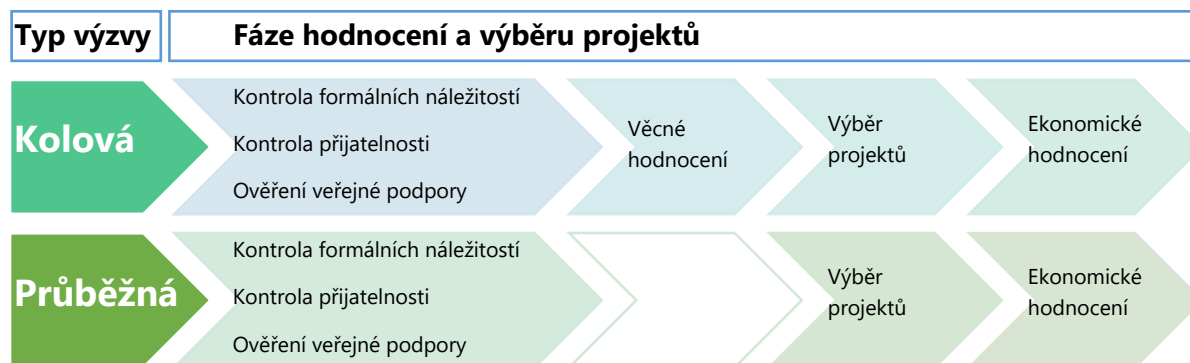 Typ výzvy
Fáze hodnocení a výběru projektů
Kolová
Kontrola formálních náležitostí
Kontrola přijatelnosti
Ověření veřejné podpory
Věcné
hodnocení
Výběr
projektů
Ekonomické
hodnocení
Průběžná
Kontrola formálních náležitostí
Kontrola přijatelnosti
Ověření veřejné podpory
Výběr
projektů
Ekonomické
hodnocení